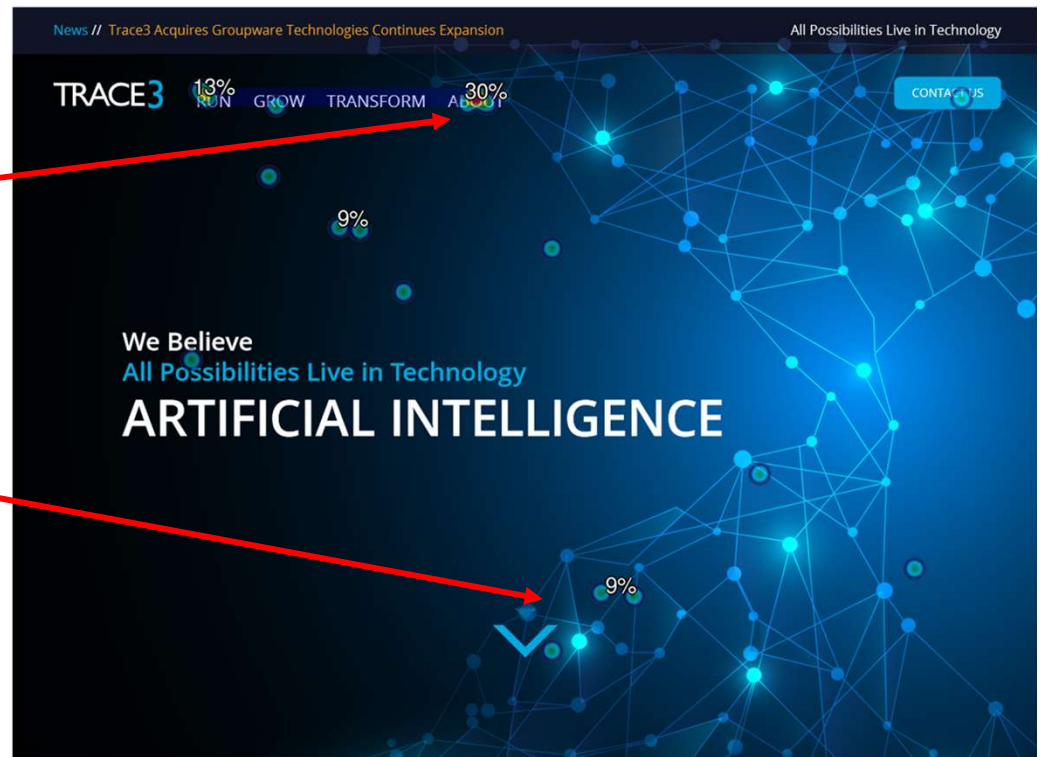 News // Trace3 Acquires Groupware Technologies Continues Expansion
All Possibilities Live in Technology
TRACE3
13%
30%
RUN GROW TRANSFORM ABOUT
CONTACT US
9%
We Believe
All Possibilities Live in Technology
ARTIFICIAL INTELLIGENCE
9%